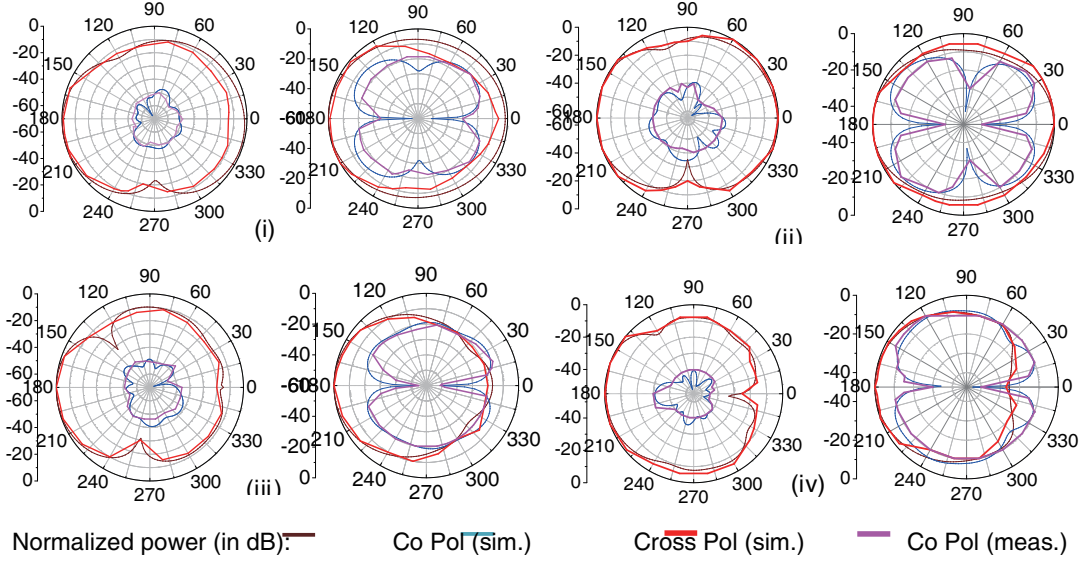 90 90 90 90
120 60 120 60 120 60 120 60
0 0 0 0
150 30 150 30 150 30 150 30
-20 -20 -20 -20
-40 -40 -40 -40
-60 180 0 -60 180 0 -60 180 0 180 0
-40 -40 -40 -40
-20 -20 -20 -20
210 330 210 330 210 330 210 330
0 0 0 0
240 300 240 300 240 300 240 300
270 270 270 270
(i) (ii)
90 90 90 90
120 60 120 60 120 60 120 60
0 0 0 0
150 30 150 30 150 30 150 30
-20 -20 -20 -20
-40 -40 -40 -40
-60 180 0 -60 180 0 180 0 180 0
-40 -40 -40 -40
-20 -20 -20 -20
210 330 210 330 210 330 210 330
0 0 0 0
240 300 240 300 240 300 240 300
270 270 270 270
(iii) (iv)
Normalized power (in dB): Co Pol (sim.) Cross Pol (sim.) Co Pol (meas.)